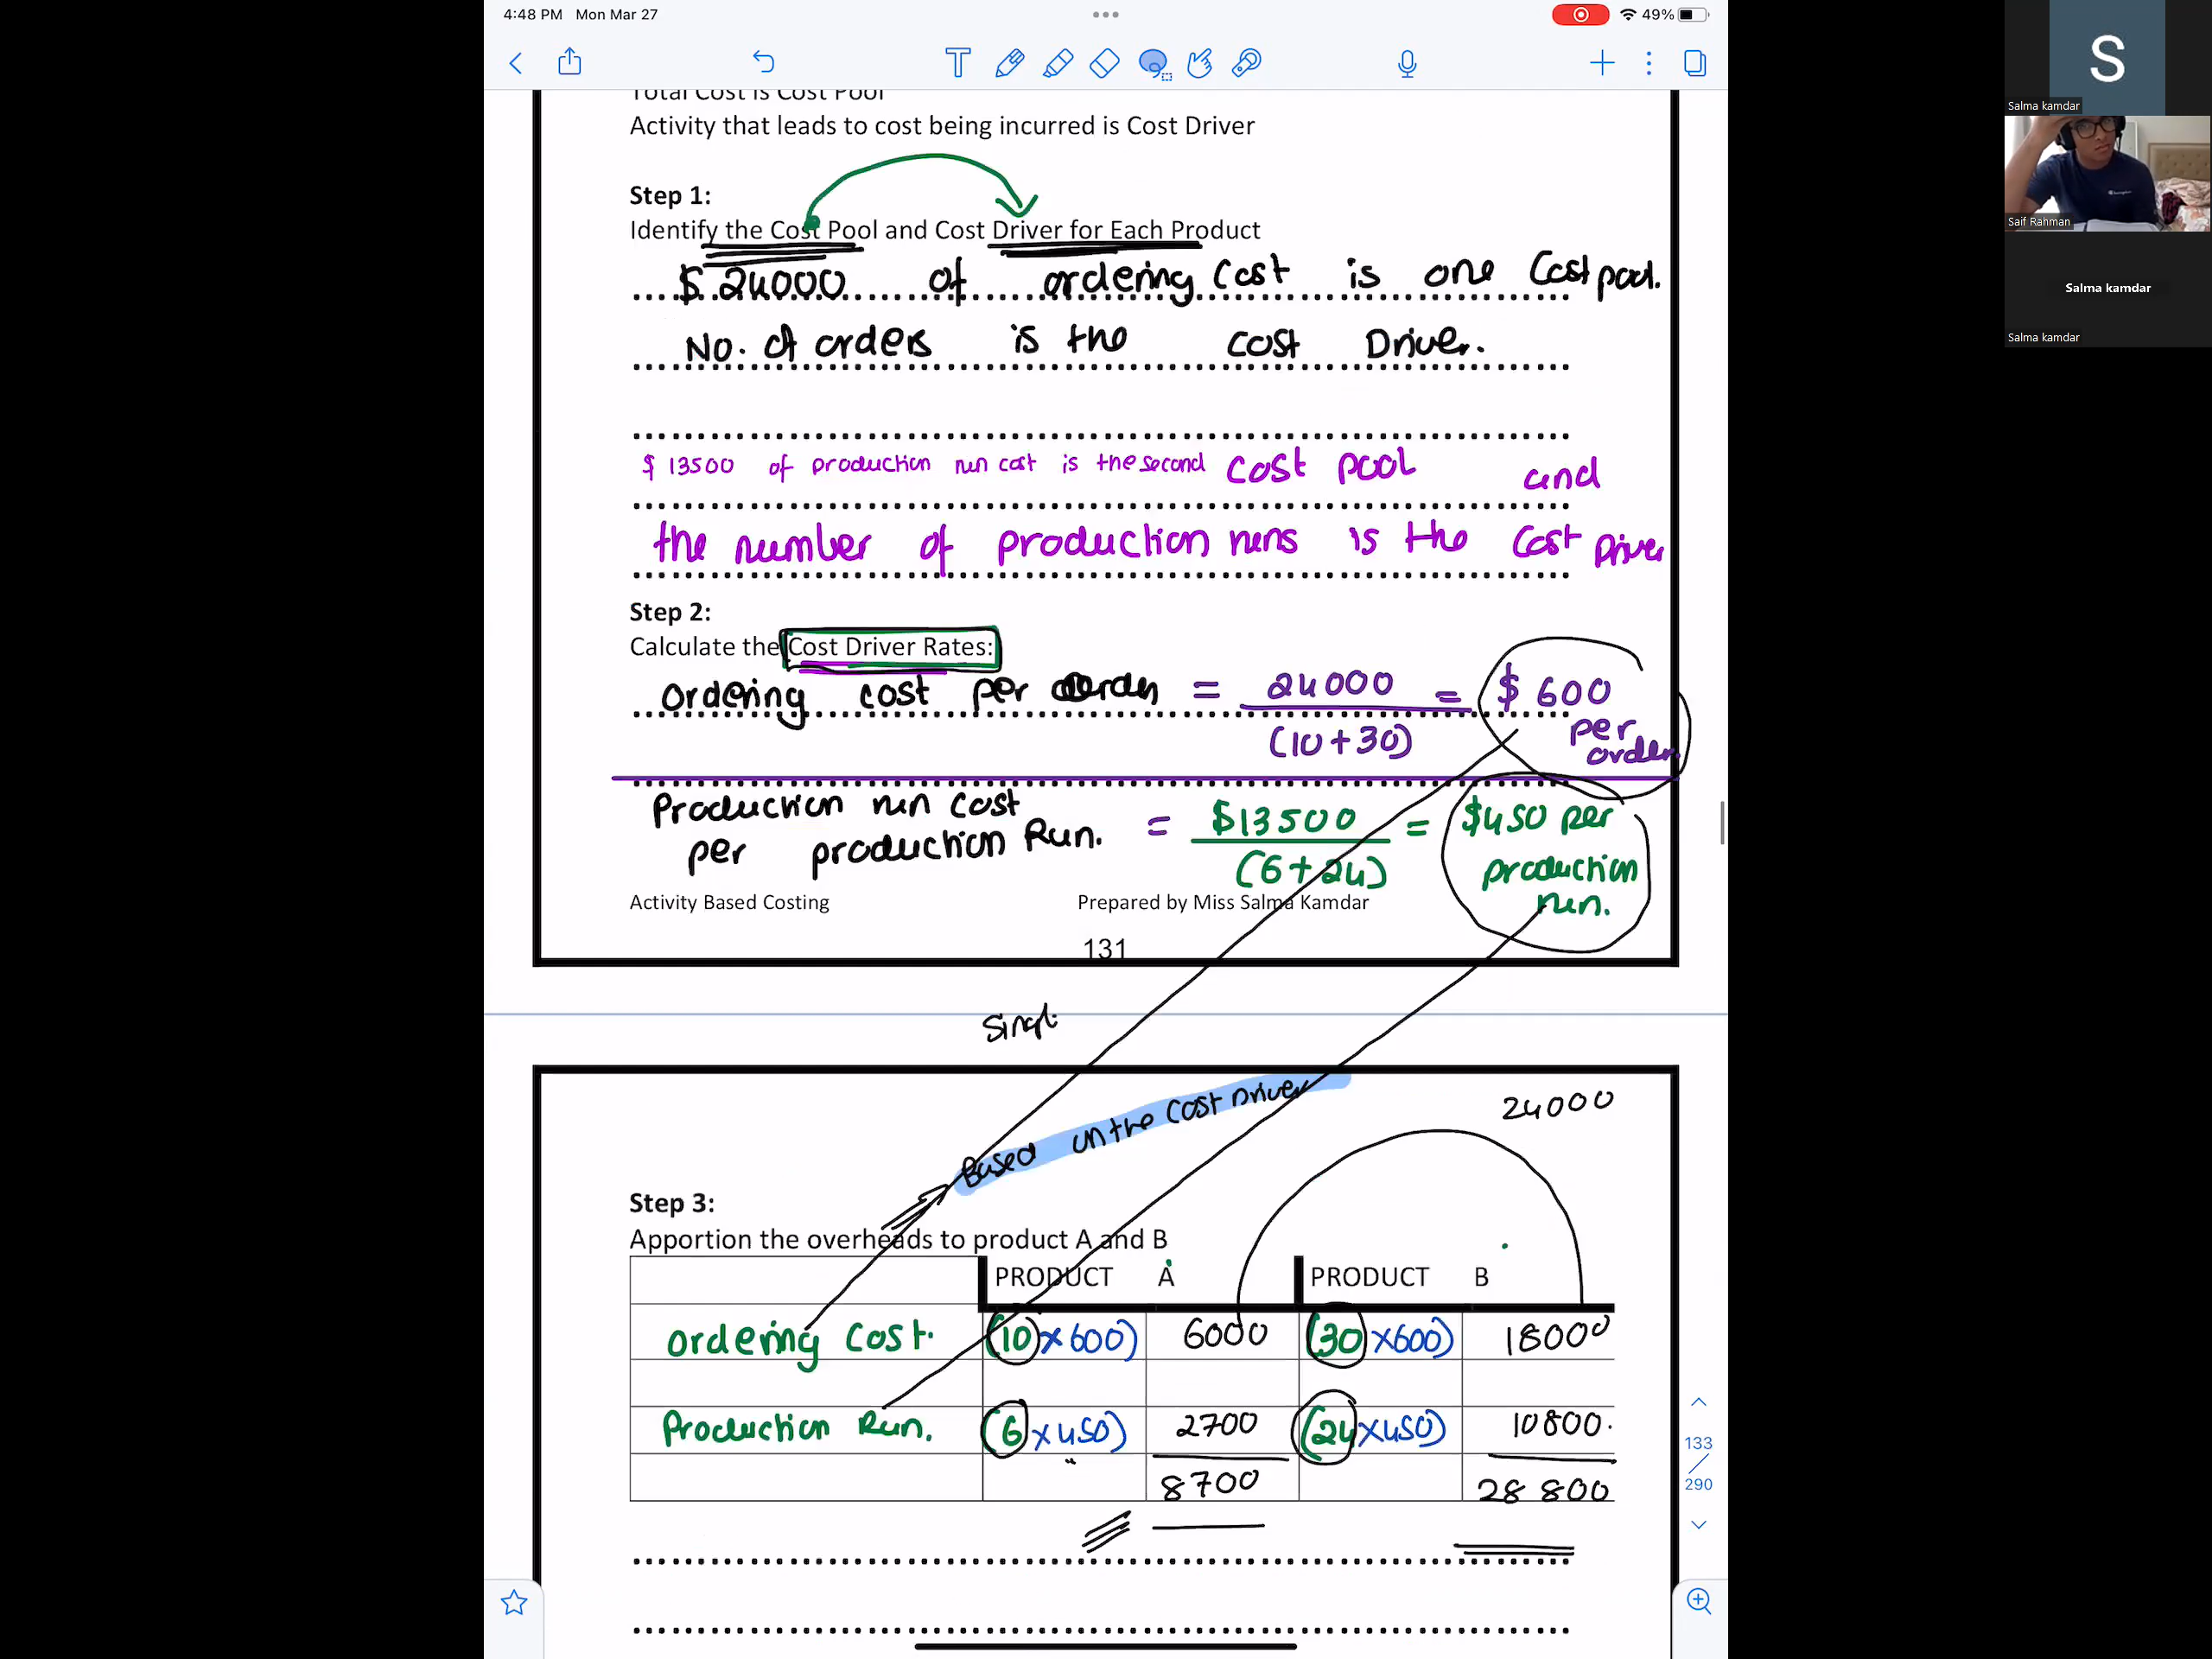 4:48 PM Mon Mar 27
49%
T
Total Cost is Cost Pool
Activity that leads to cost being incurred is Cost Driver
Step 1:
Identify the Cost Pool and Cost Driver for Each Product
$ 24000 of ordering Cost is one Cost pool.
No. of orders is the cost Driver.
$ 13500 of production run cost is the second cost pool and
the number of production runs is the Cost Driver
Step 2:
Calculate the Cost Driver Rates:
ordering cost per order = 24000 / (10+30) = $ 600 per order
Production run Cost per production Run. = $13500 / (6+24) = $450 per production run.
Activity Based Costing Prepared by Miss Salma Kamdar
131
Based on the Cost Driver
24000
Step 3:
Apportion the overheads to product A and B
PRODUCT A PRODUCT B
ordering Cost. (10 x 600) 6000 (30 x 600) 18000
Production Run. (6 x 450) 2700 (24 x 450) 10800.
8700 28 800
133
290
S
Salma kamdar
Saif Rahman
Salma kamdar
Salma kamdar